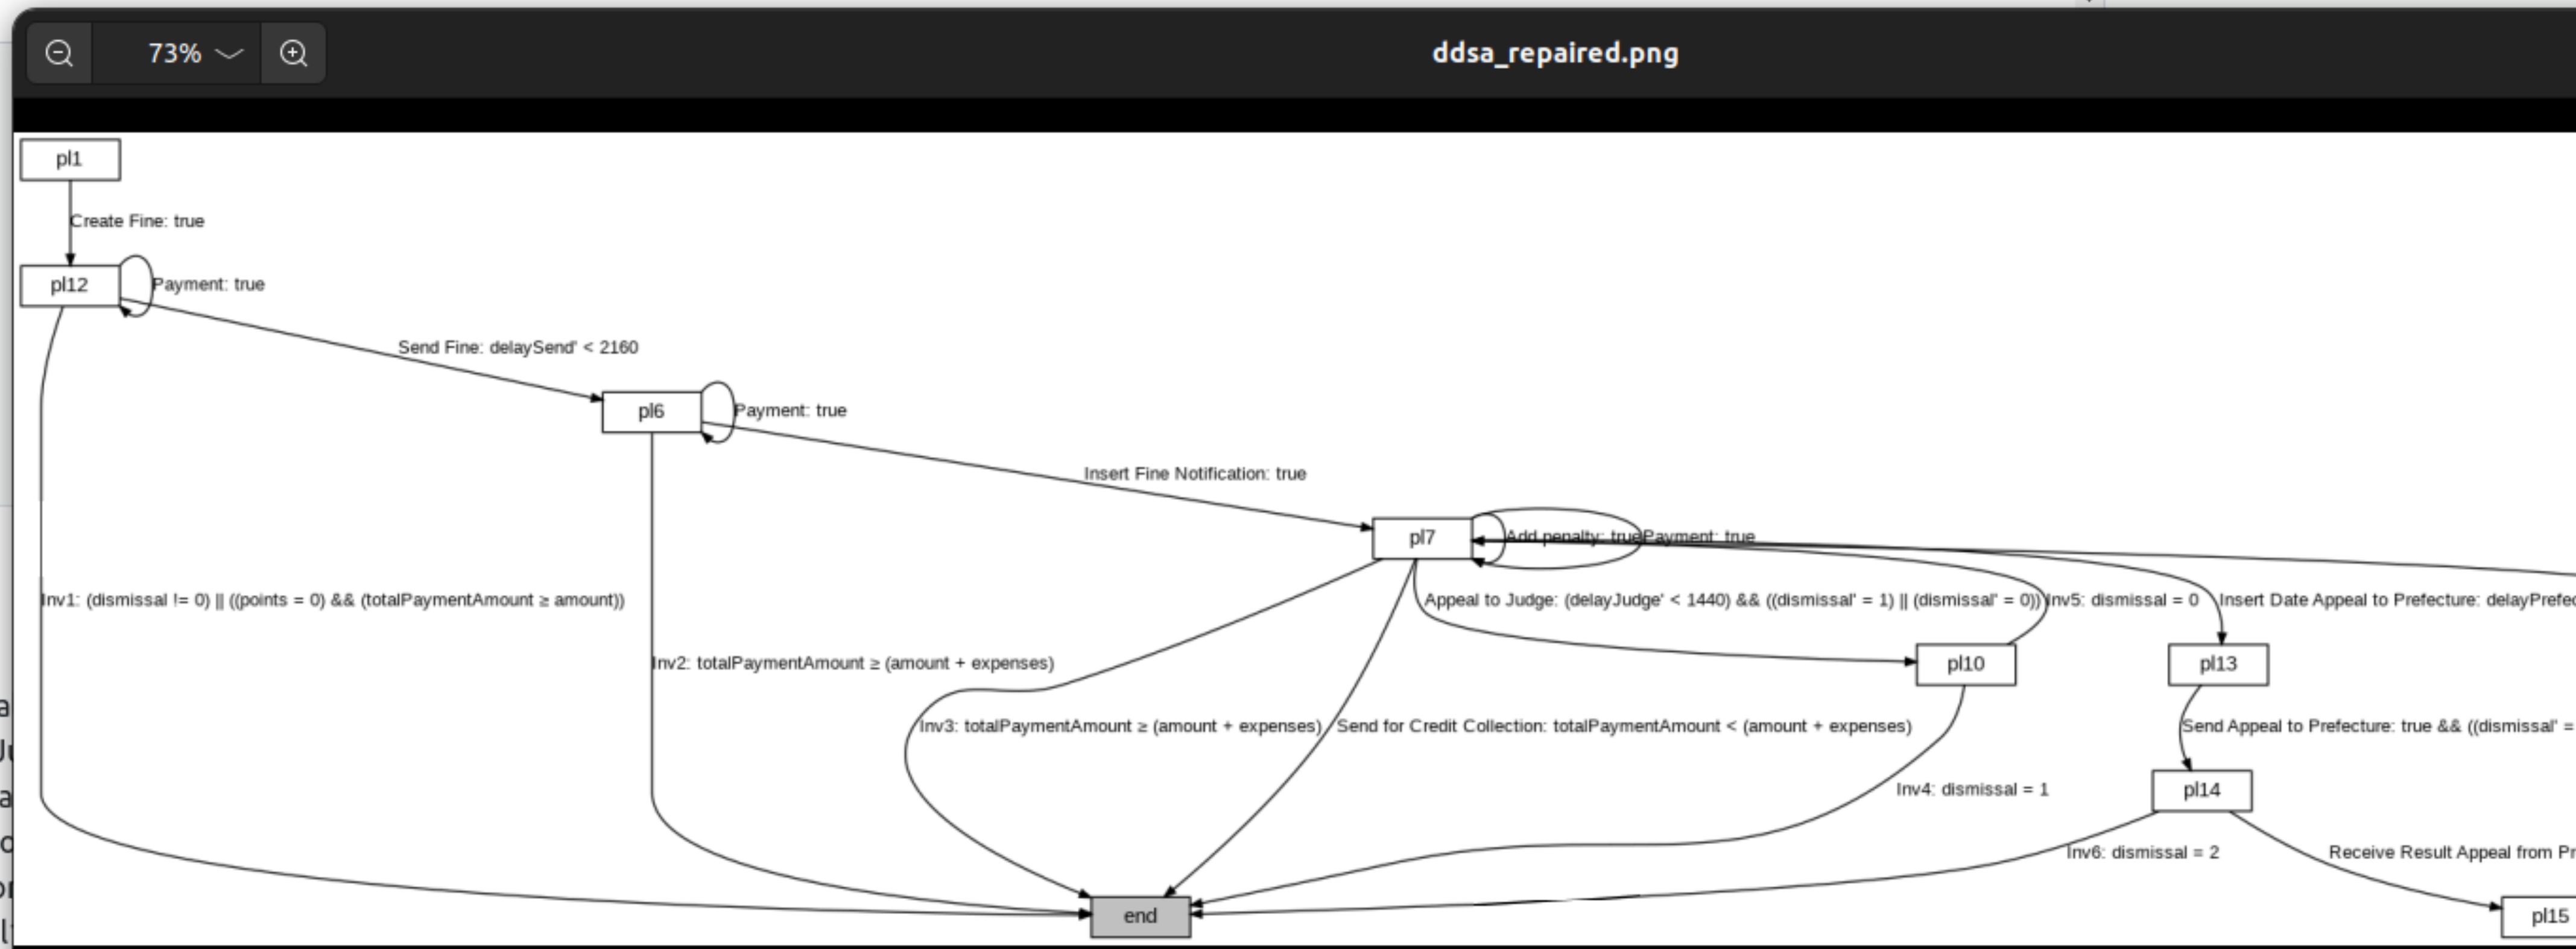 73%
ddsa_repaired.png
pl1
Create Fine: true
pl12
Payment: true
Send Fine: delaySend' < 2160
pl6
Payment: true
Insert Fine Notification: true
pl7
Add penalty: true
Payment: true
Inv1: (dismissal != 0) || ((points = 0) && (totalPaymentAmount ≥ amount))
Appeal to Judge: (delayJudge' < 1440) && ((dismissal' = 1) || (dismissal' = 0))
Inv5: dismissal = 0
Insert Date Appeal to Prefecture:
Inv2: totalPaymentAmount ≥ (amount + expenses)
pl10
pl13
Inv3: totalPaymentAmount ≥ (amount + expenses)
Send for Credit Collection: totalPaymentAmount < (amount + expenses)
Send Appeal to Prefecture: true && ((dismissal' =
Inv4: dismissal = 1
pl14
Inv6: dismissal = 2
Receive Result Appeal from
end
pl15